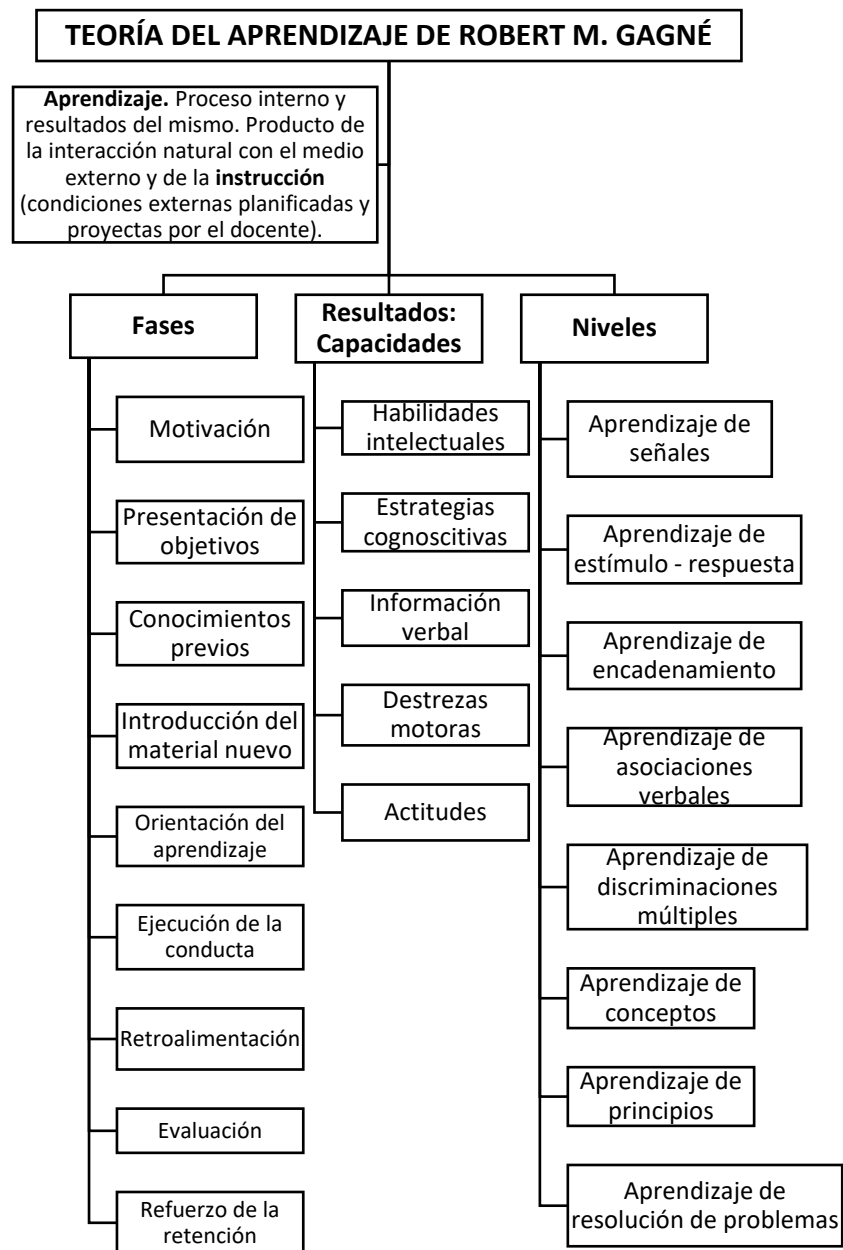 TEORÍA DEL APRENDIZAJE DE ROBERT M. GAGNÉ
Aprendizaje. Proceso interno y
resultados del mismo. Producto de
la interacción natural con el medio
externo y de la instrucción
(condiciones externas planificadas y
proyectas por el docente).
Fases
Motivación
Presentación de
objetivos
Conocimientos
previos
Introducción del
material nuevo
Orientación del
aprendizaje
Ejecución de la
conducta
Retroalimentación
Evaluación
Refuerzo de la
retención
Resultados:
Capacidades
Habilidades
intelectuales
Estrategias
cognoscitivas
Información
verbal
Destrezas
motoras
Actitudes
Niveles
Aprendizaje de
señales
Aprendizaje de
estímulo - respuesta
Aprendizaje de
encadenamiento
Aprendizaje de
asociaciones
verbales
Aprendizaje de
discriminaciones
múltiples
Aprendizaje de
conceptos
Aprendizaje de
principios
Aprendizaje de
resolución de problemas